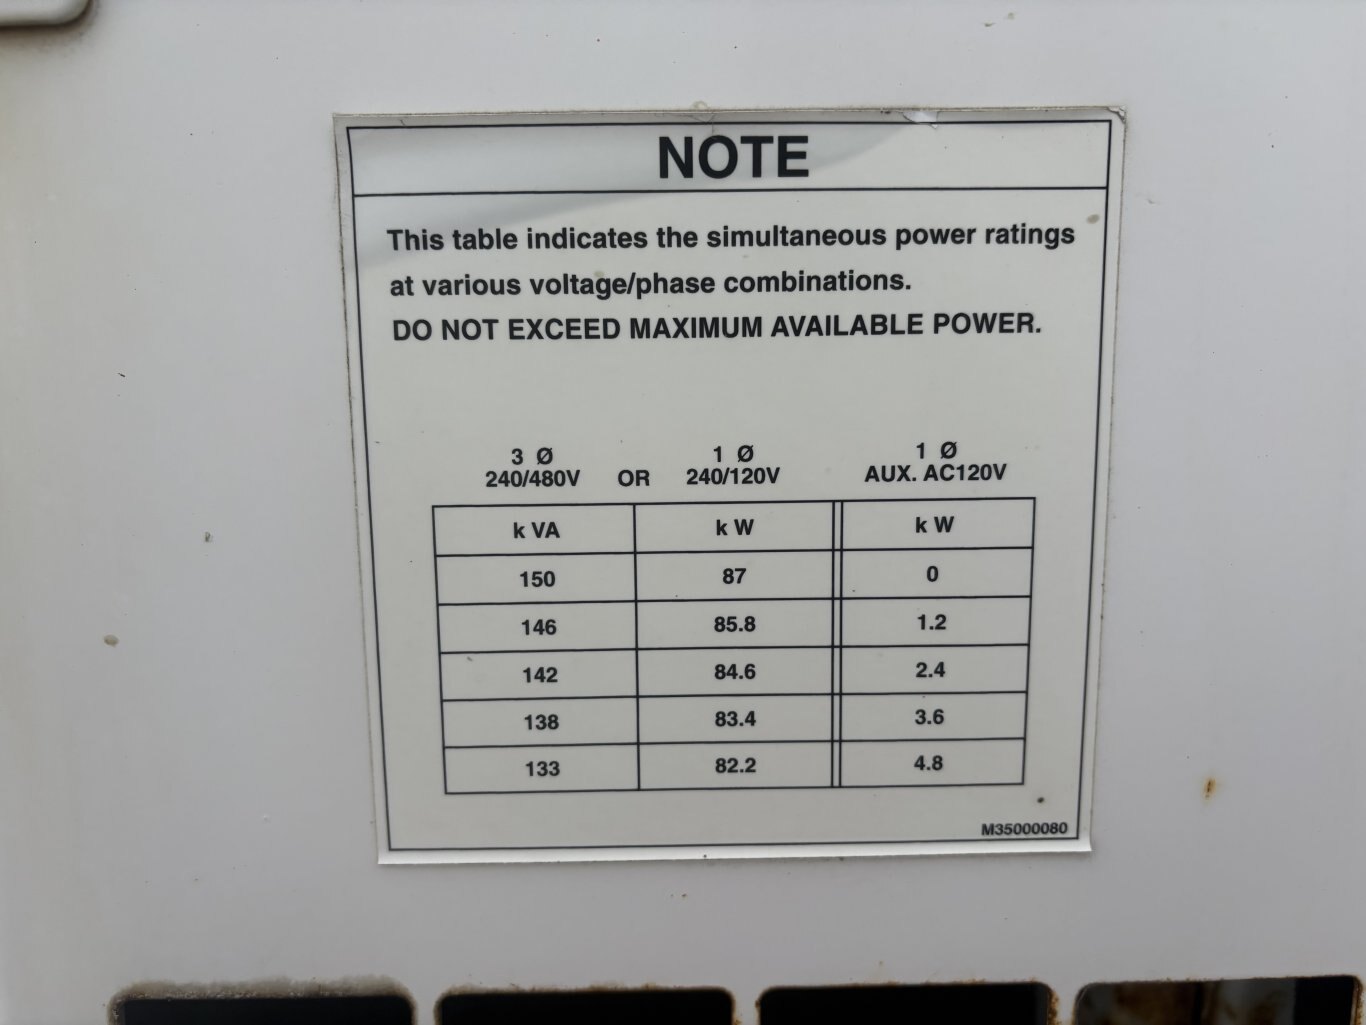 NOTE
This table indicates the simultaneous power ratings
at various voltage/phase combinations.
DO NOT EXCEED MAXIMUM AVAILABLE POWER.
3 Ø 1 Ø 1 Ø
240/480V OR 240/120V AUX. AC120V
k VA k W k W
150 87 0
146 85.8 1.2
142 84.6 2.4
138 83.4 3.6
133 82.2 4.8
M35000080